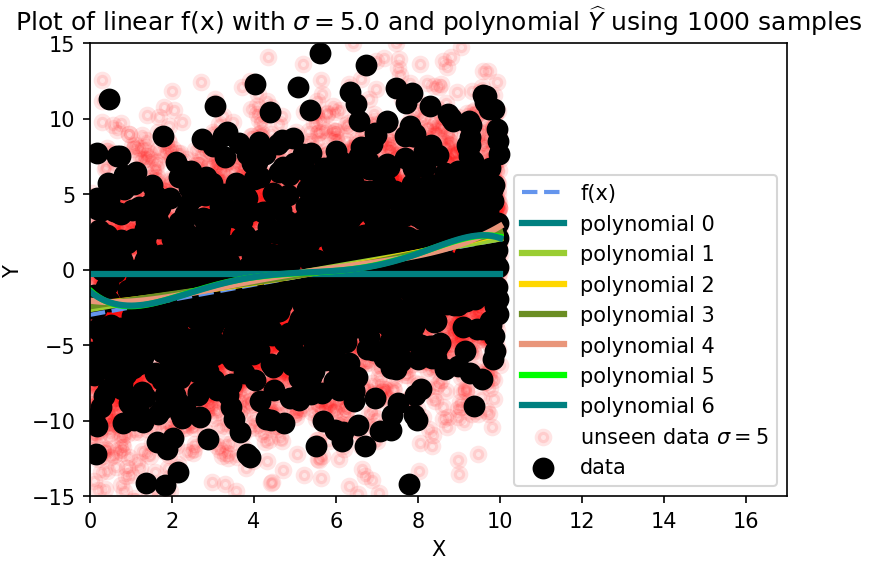 Plot of linear f(x) with σ = 5.0 and polynomial Ŷ using 1000 samples
15
10
5
0
−5
−10
−15
Y
0 2 4 6 8 10 12 14 16
X
f(x)
polynomial 0
polynomial 1
polynomial 2
polynomial 3
polynomial 4
polynomial 5
polynomial 6
unseen data σ = 5
data